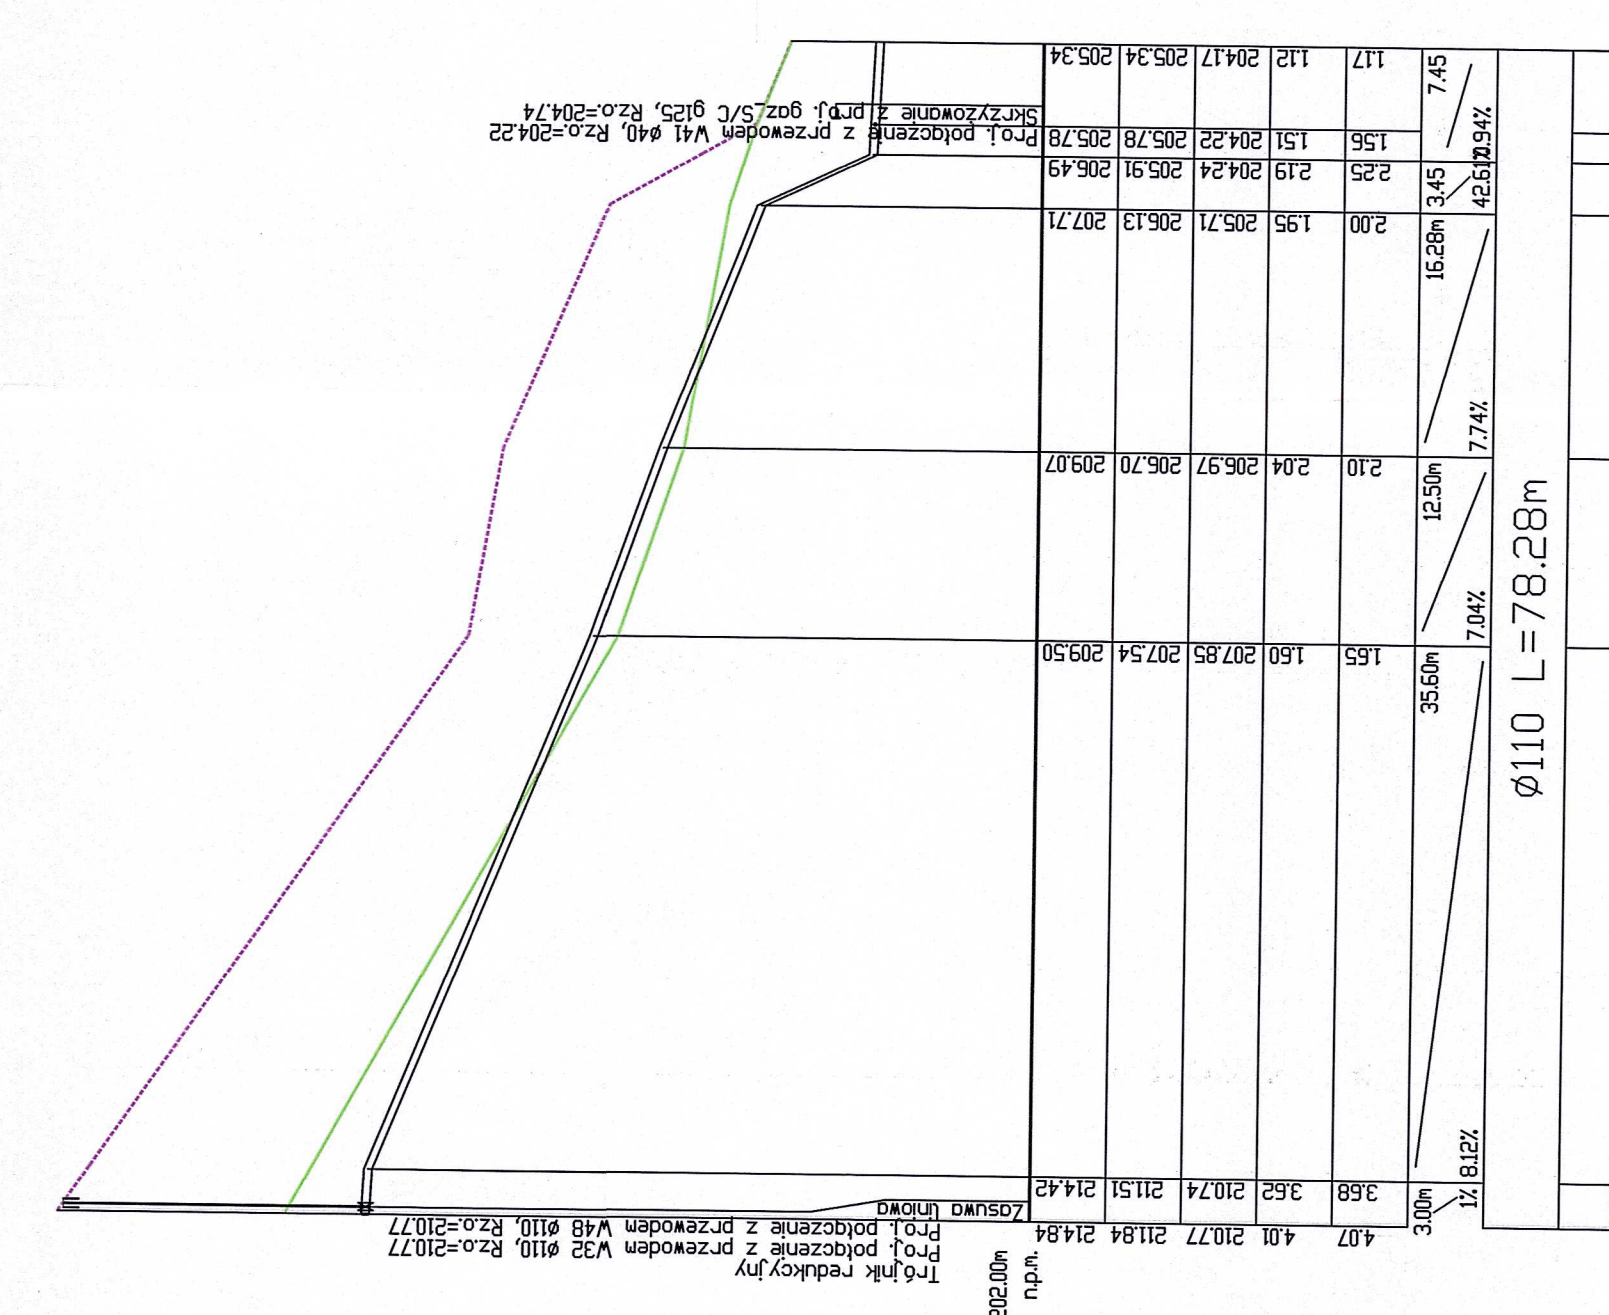 205.34 205.34 204.17 1.12 1.17 7.45
Skrzyżowanie z proj. gaz_S/C g125, Rz.o.=204.74
Proj. połączenie z przewodem W41 ø40, Rz.o.=204.22
205.78 205.78 204.22 1.51 1.56
206.49 205.91 204.24 2.19 2.25 3.45
207.71 206.13 205.71 1.95 2.00 16.28m
7.74%
209.07 206.70 206.97 2.04 2.10 12.50m
7.04%
209.50 207.54 207.85 1.60 1.65 35.60m
8.12%
ø110 L=78.28m
214.42 211.51 210.74 3.62 3.68 3.00m 1%
Zasuwa liniowa
214.84 211.84 210.77 4.01 4.07
Proj. połączenie z przewodem W48 ø110, Rz.o.=210.77
Proj. połączenie z przewodem W32 ø110, Rz.o.=210.77
Trójnik redukcyjny
202.00m
n.p.m.